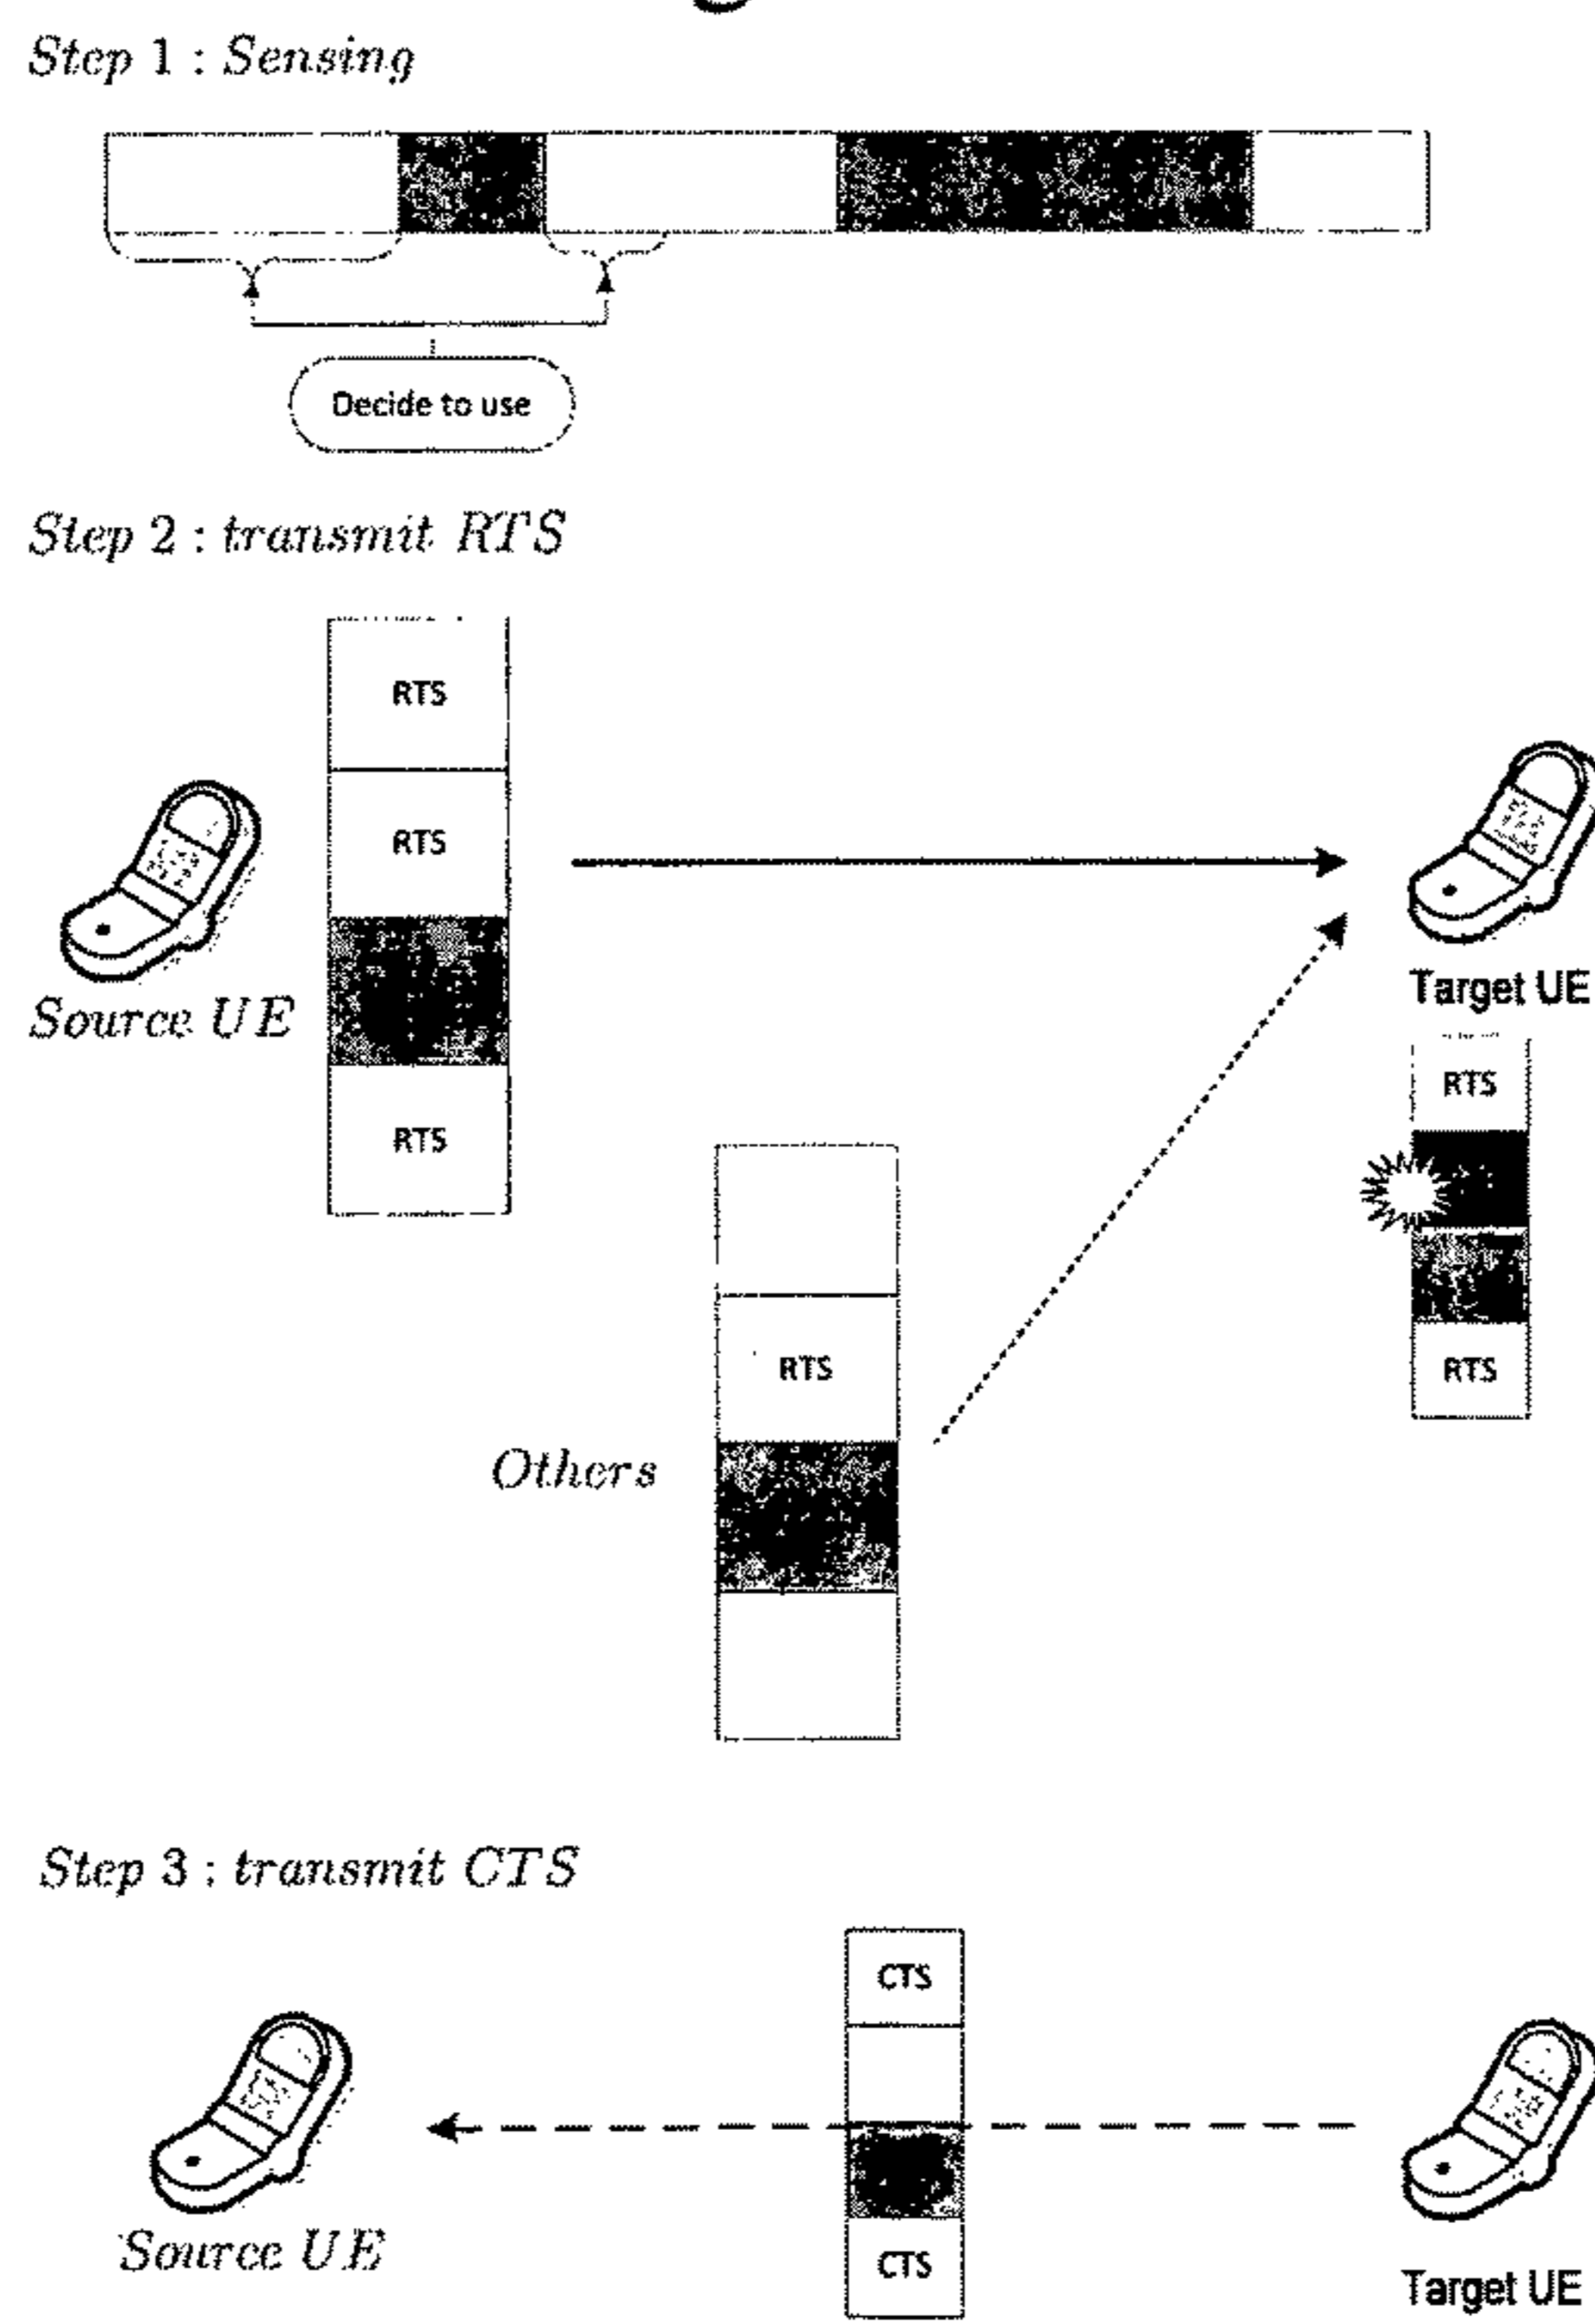 Step 1 : Sensing
Decide to use
Step 2 : transmit RTS
RTS
RTS
RTS
Source UE
Target UE
RTS
RTS
RTS
Others
Step 3 : transmit CTS
CTS
CTS
Source UE
Target UE